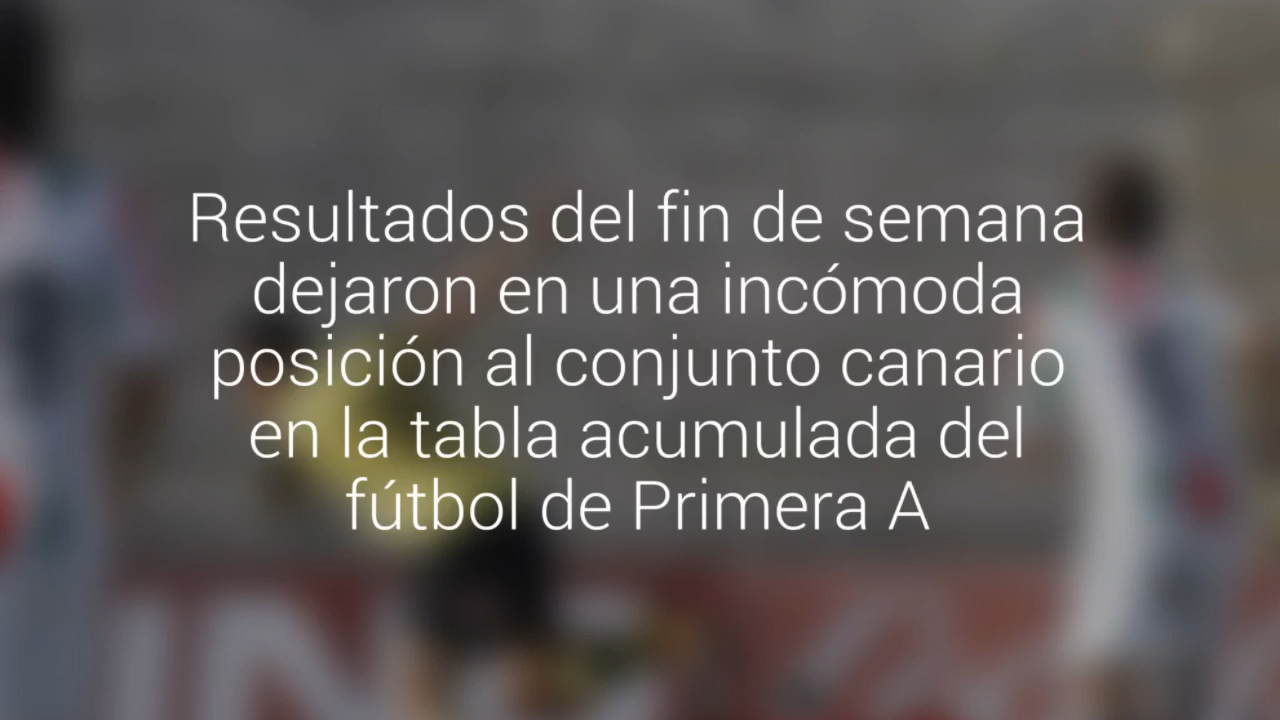 Resultados del fin de semana
dejaron en una incómoda
posición al conjunto canario
en la tabla acumulada del
fútbol de Primera A